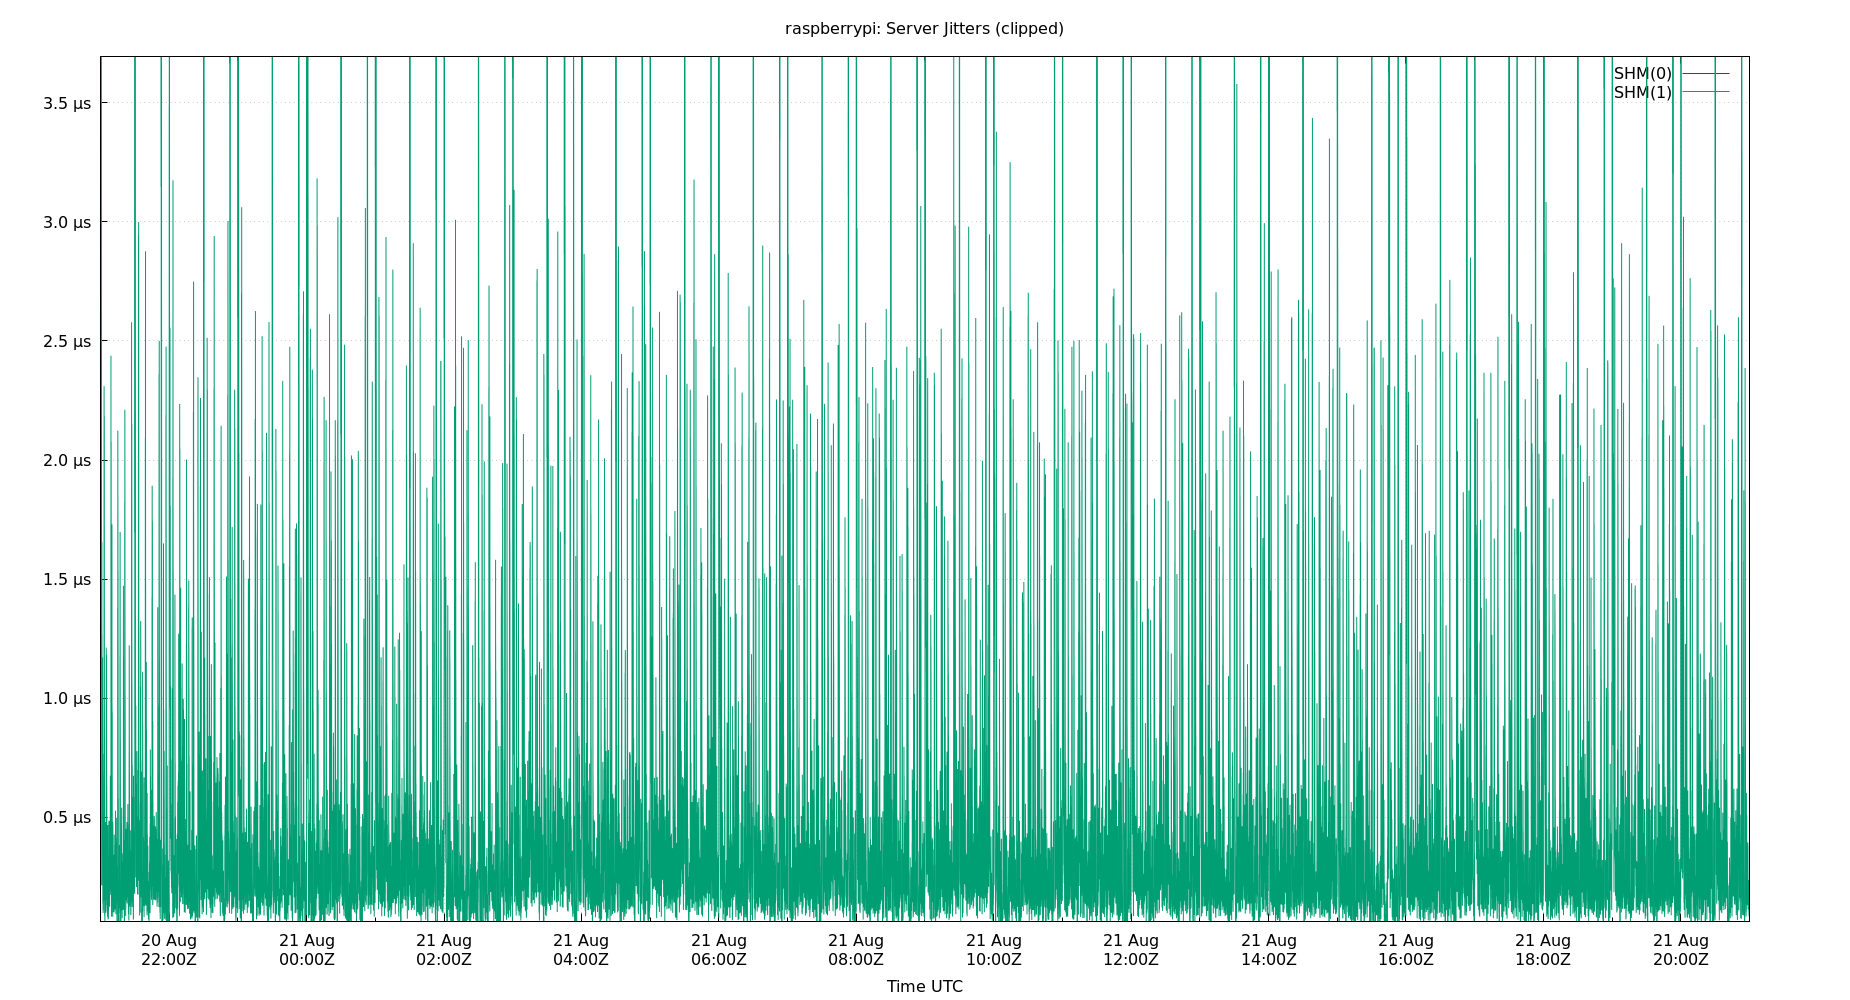 raspberrypi: Server Jitters (clipped)
SHM(0)
SHM(1)
3.5 µs
3.0 µs
2.5 µs
2.0 µs
1.5 µs
1.0 µs
0.5 µs
20 Aug 21 Aug 21 Aug 21 Aug 21 Aug 21 Aug 21 Aug 21 Aug 21 Aug 21 Aug 21 Aug 21 Aug
22:00Z 00:00Z 02:00Z 04:00Z 06:00Z 08:00Z 10:00Z 12:00Z 14:00Z 16:00Z 18:00Z 20:00Z
Time UTC